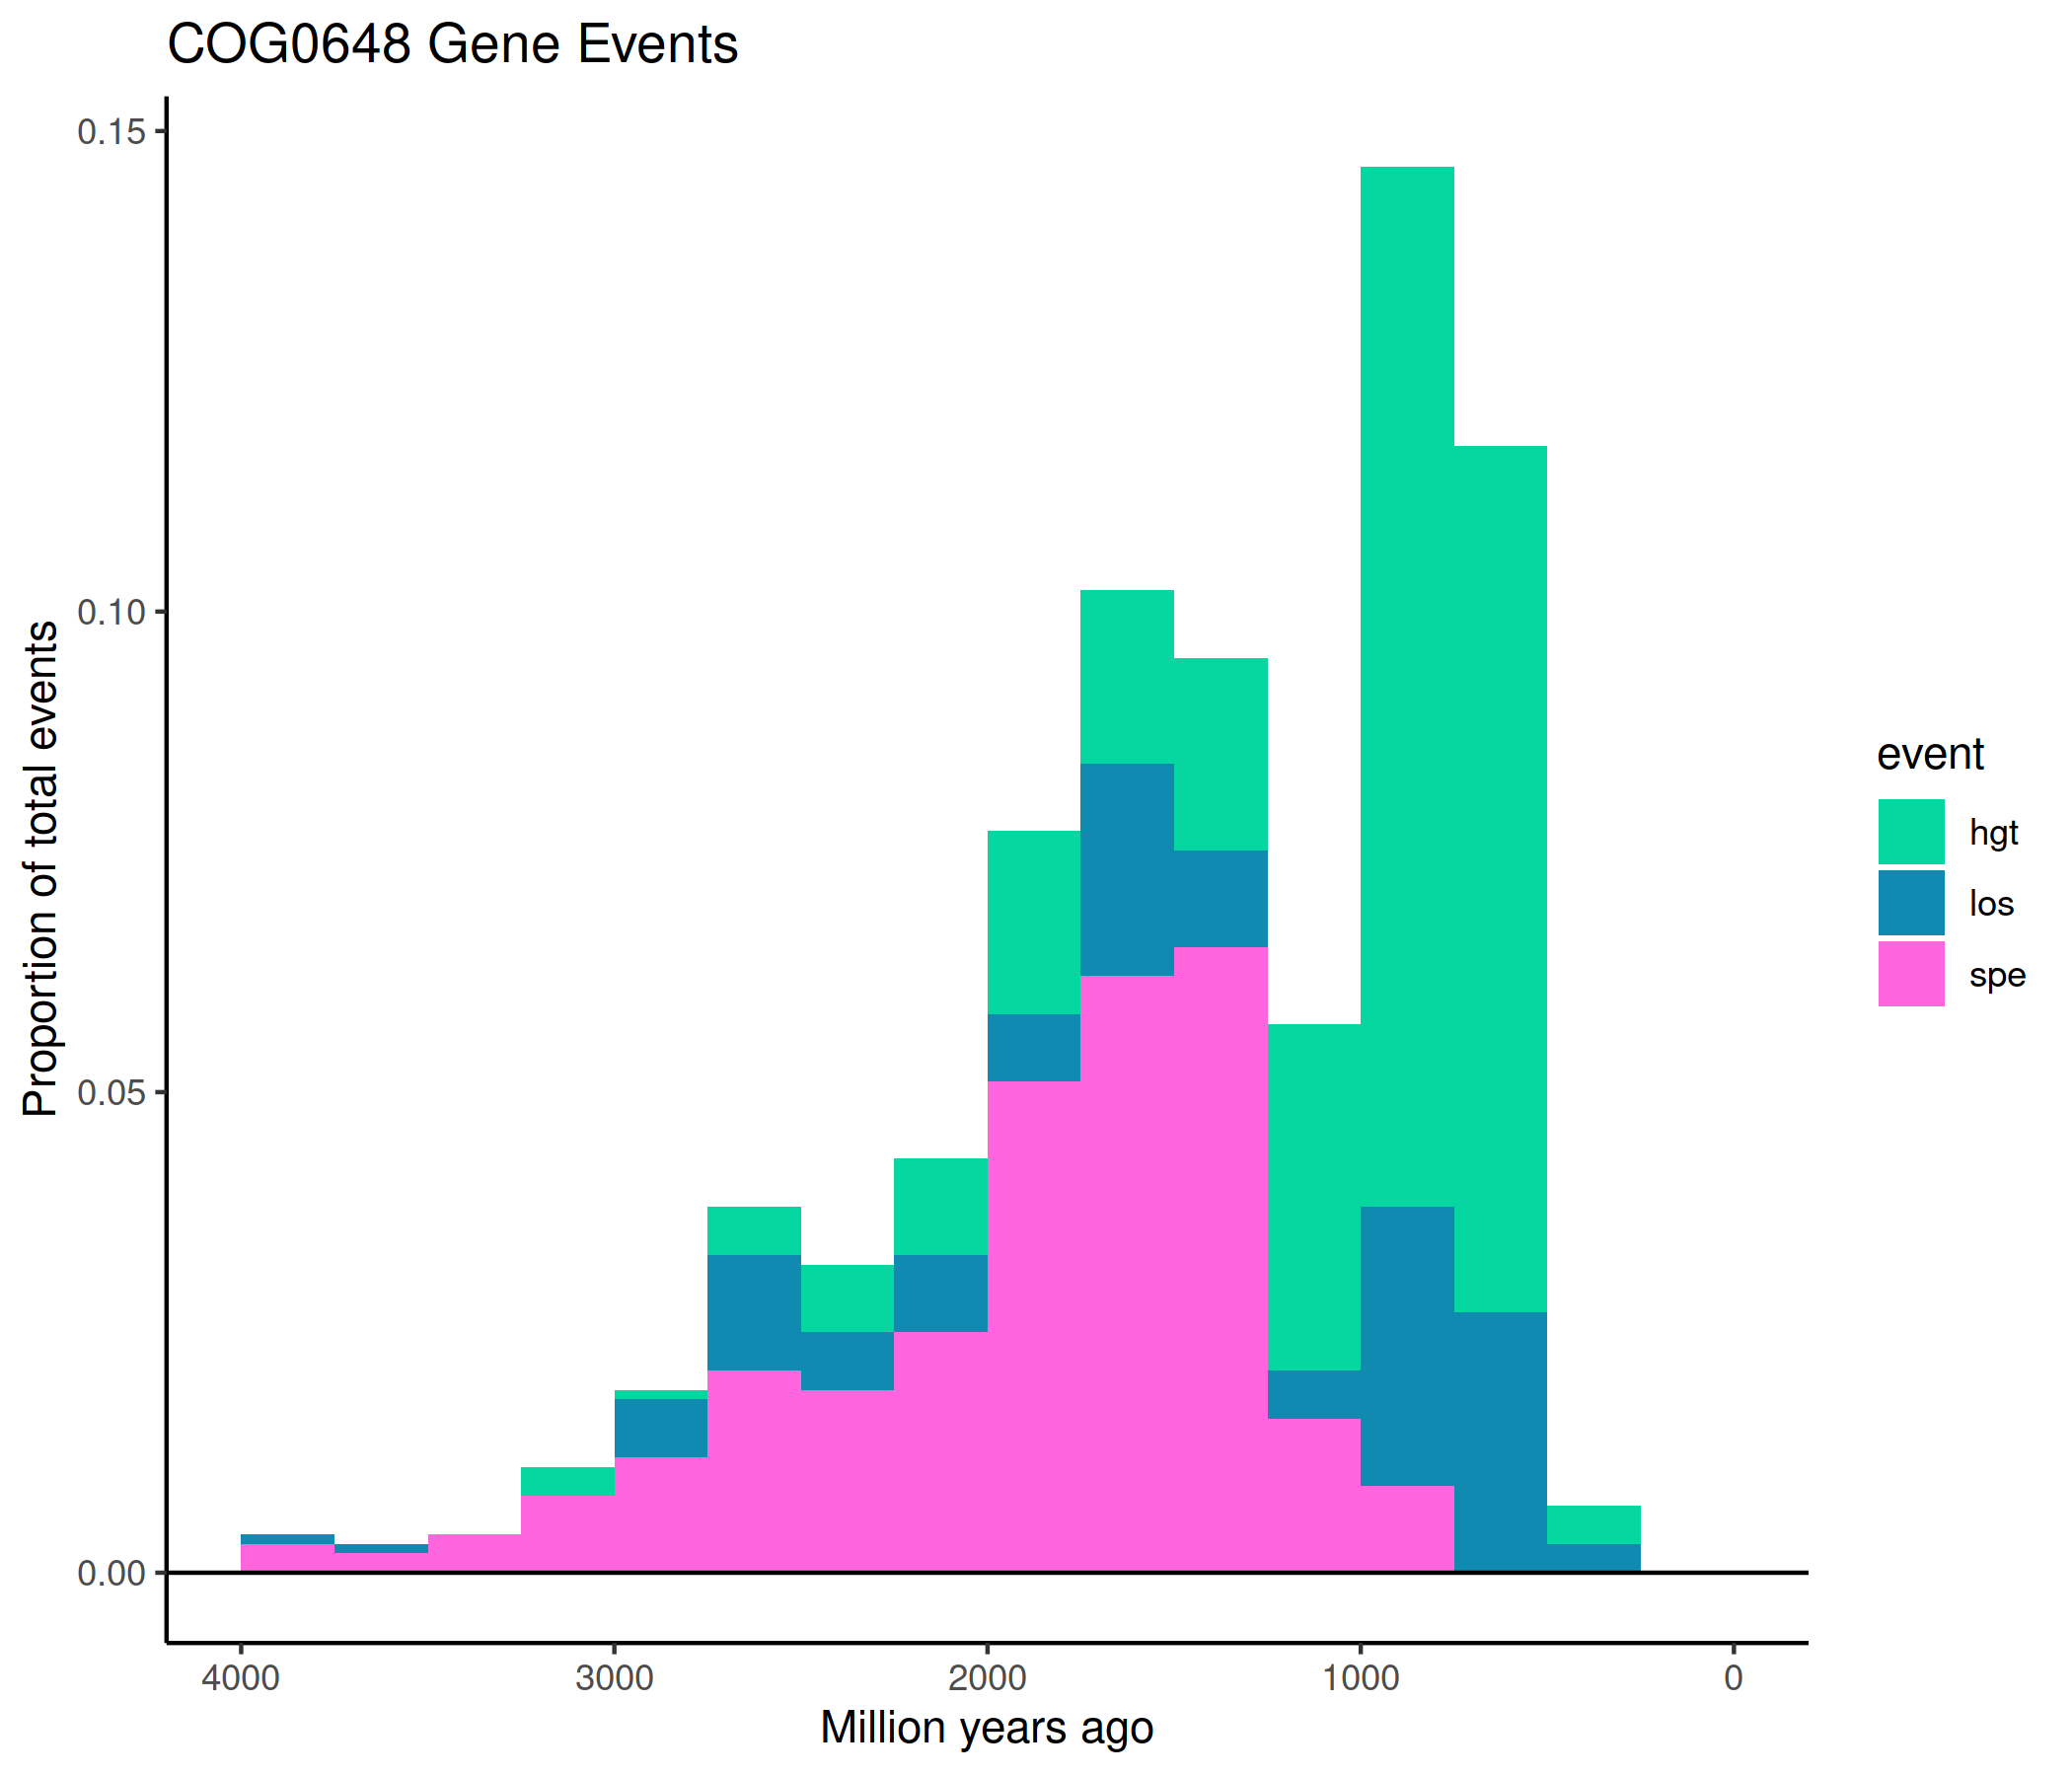 COG0648 Gene Events
0.15
0.10
0.05
0.00
Proportion of total events
4000 3000 2000 1000 0
Million years ago
event
hgt
los
spe